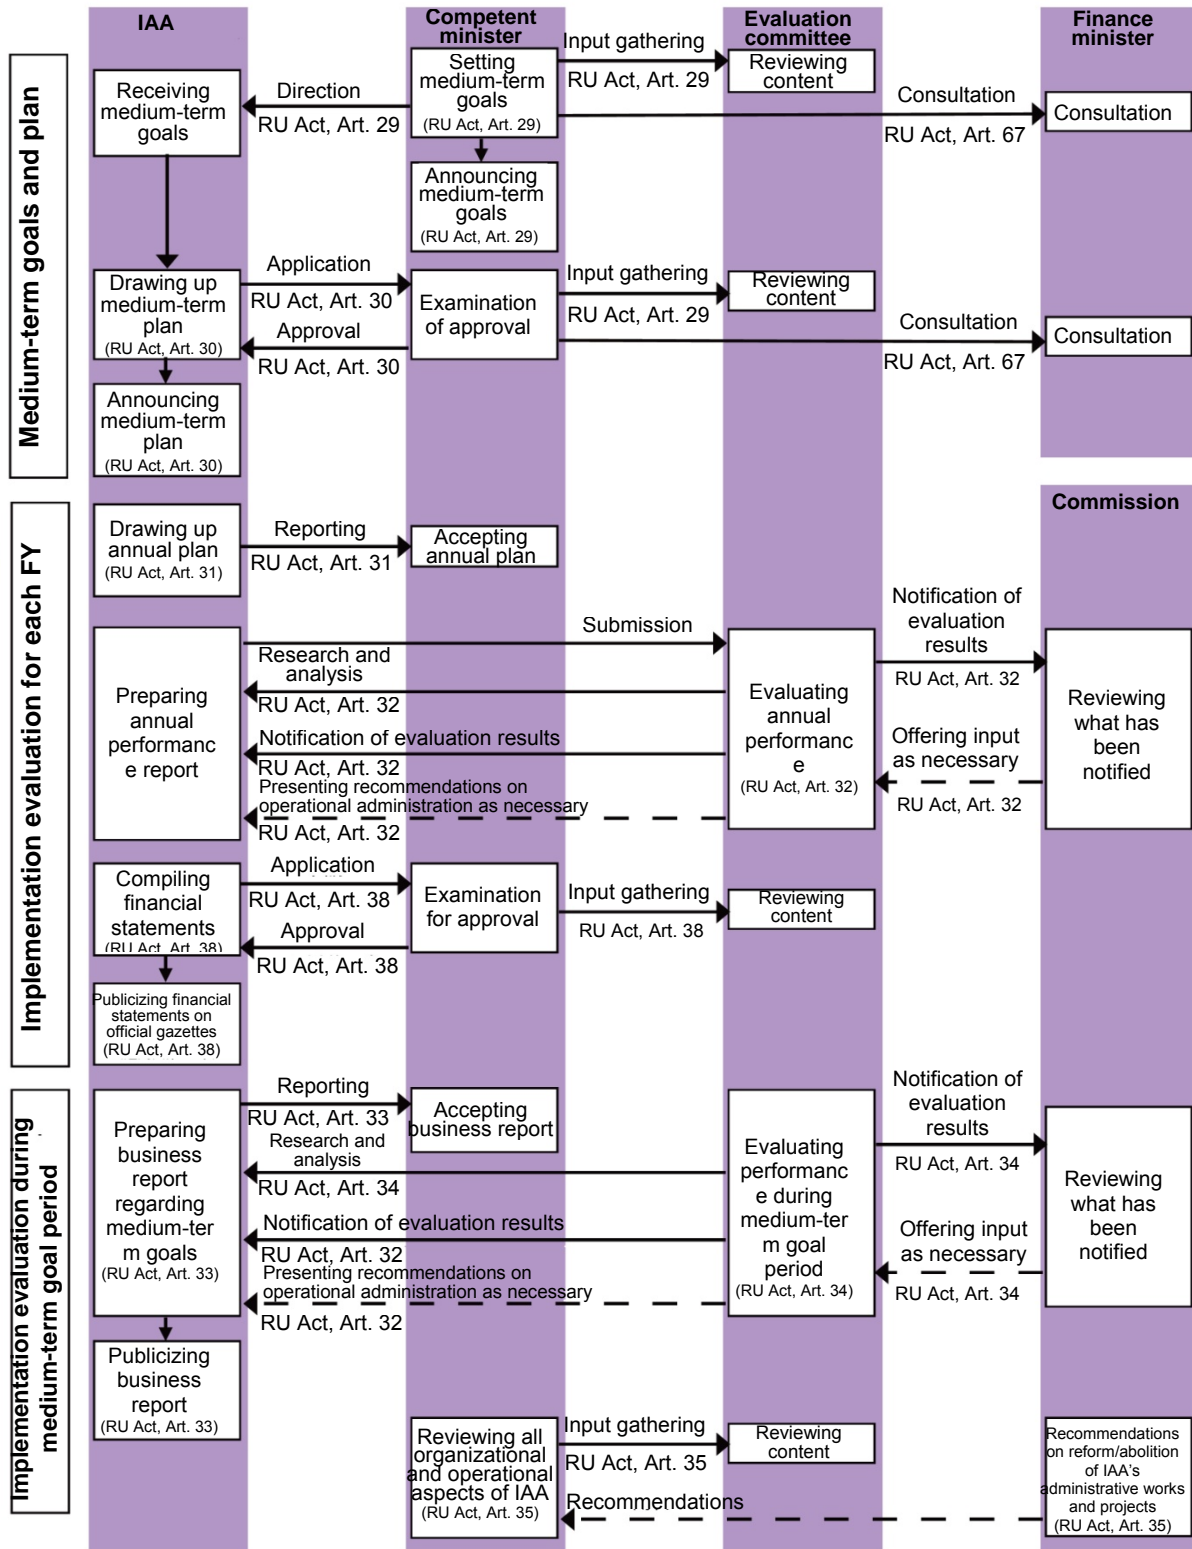 IAA
Competent
minister
Evaluation
committee
Finance
minister
Medium-term goals and plan
Receiving
medium-term
goals
Direction
RU Act, Art. 29
Setting
medium-term
goals
(RU Act, Art. 29)
Input gathering
RU Act, Art. 29
Reviewing
content
Consultation
RU Act, Art. 67
Consultation
Announcing
medium-term
goals
(RU Act, Art. 29)
Drawing up
medium-term
plan
(RU Act, Art. 30)
Application
RU Act, Art. 30
Approval
RU Act, Art. 30
Examination
of approval
Input gathering
RU Act, Art. 29
Reviewing
content
Consultation
RU Act, Art. 67
Consultation
Announcing
medium-term
plan
(RU Act, Art. 30)
Implementation evaluation for each FY
Commission
Drawing up
annual plan
(RU Act, Art. 31)
Reporting
RU Act, Art. 31
Accepting
annual plan
Preparing
annual
performanc
e report
Submission
Research and
analysis
RU Act, Art. 32
Notification of evaluation results
RU Act, Art. 32
Presenting recommendations on
operational administration as necessary
RU Act, Art. 32
Evaluating
annual
performanc
e
(RU Act, Art. 32)
Notification of
evaluation
results
RU Act, Art. 32
Offering input
as necessary
RU Act, Art. 32
Reviewing
what has
been
notified
Compiling
financial
statements
(RU Act, Art. 38)
Application
RU Act, Art. 38
Approval
RU Act, Art. 38
Examination
for approval
Input gathering
RU Act, Art. 38
Reviewing
content
Publicizing financial
statements on
official gazettes
(RU Act, Art. 38)
Implementation evaluation during
medium-term goal period
Preparing
business
report
regarding
medium-ter
m goals
(RU Act, Art. 33)
Reporting
RU Act, Art. 33
Accepting
business report
Research and
analysis
RU Act, Art. 34
Notification of evaluation results
RU Act, Art. 32
Presenting recommendations on
operational administration as necessary
RU Act, Art. 32
Evaluating
performanc
e during
medium-ter
m goal
period
(RU Act, Art. 34)
Notification of
evaluation
results
RU Act, Art. 34
Offering input
as necessary
RU Act, Art. 34
Reviewing
what has
been
notified
Publicizing
business
report
(RU Act, Art. 33)
Reviewing all
organizational
and operational
aspects of IAA
(RU Act, Art. 35)
Input gathering
RU Act, Art. 35
Recommendations
Reviewing
content
Recommendations
on reform/abolition
of IAA's
administrative works
and projects
(RU Act, Art. 35)